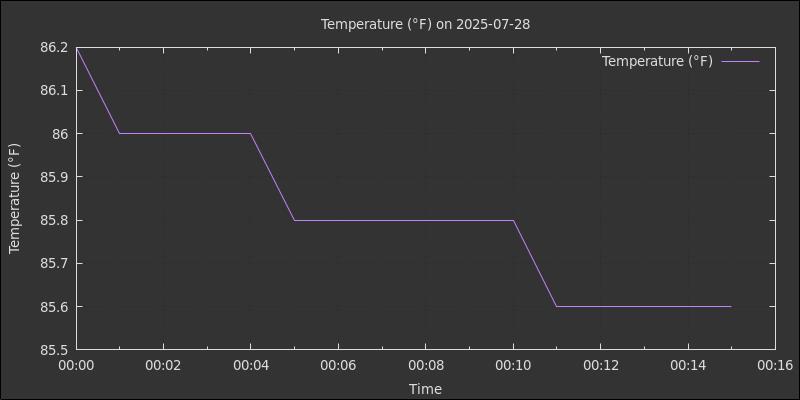 Temperature (°F) on 2025-07-28
Temperature (°F)
86.2
86.1
86
85.9
85.8
85.7
85.6
85.5
Temperature (°F)
00:00 00:02 00:04 00:06 00:08 00:10 00:12 00:14 00:16
Time